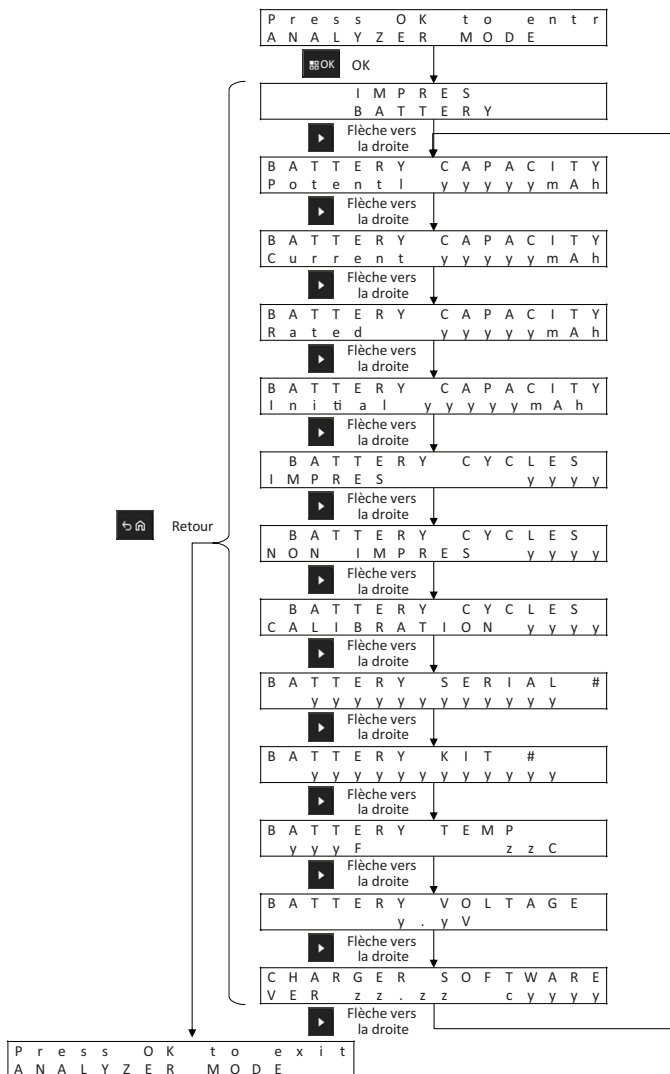 Press OK to entr
ANALYZER MODE
OK OK
IMPRES
BATTERY
Flèche vers
la droite
BATTERY CAPACITY
Potentl yyyyymAh
Flèche vers
la droite
BATTERY CAPACITY
Current yyyyymAh
Flèche vers
la droite
BATTERY CAPACITY
Rated yyyyymAh
Flèche vers
la droite
BATTERY CAPACITY
Initial yyyyymAh
Flèche vers
la droite
BATTERY CYCLES
IMPRES yyyy
Flèche vers
la droite
Retour
BATTERY CYCLES
NON IMPRES yyyy
Flèche vers
la droite
BATTERY CYCLES
CALIBRATION yyyy
Flèche vers
la droite
BATTERY SERIAL #
yyyyyyyyyyyy
Flèche vers
la droite
BATTERY KIT #
yyyyyyyyyyyy
Flèche vers
la droite
BATTERY TEMP
yyyF zzC
Flèche vers
la droite
BATTERY VOLTAGE
y.yV
Flèche vers
la droite
CHARGER SOFTWARE
VER zz.zz cyyyy
Flèche vers
la droite
Press OK to exit
ANALYZER MODE